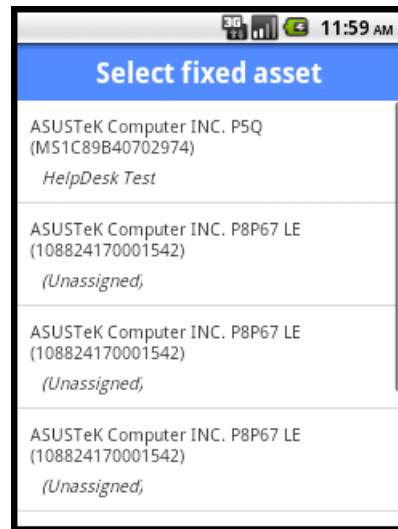 3G 11:59 AM
Select fixed asset
ASUSTeK Computer INC. P5Q
(MS1C89B40702974)
HelpDesk Test
ASUSTeK Computer INC. P8P67 LE
(108824170001542)
(Unassigned)
ASUSTeK Computer INC. P8P67 LE
(108824170001542)
(Unassigned)
ASUSTeK Computer INC. P8P67 LE
(108824170001542)
(Unassigned)